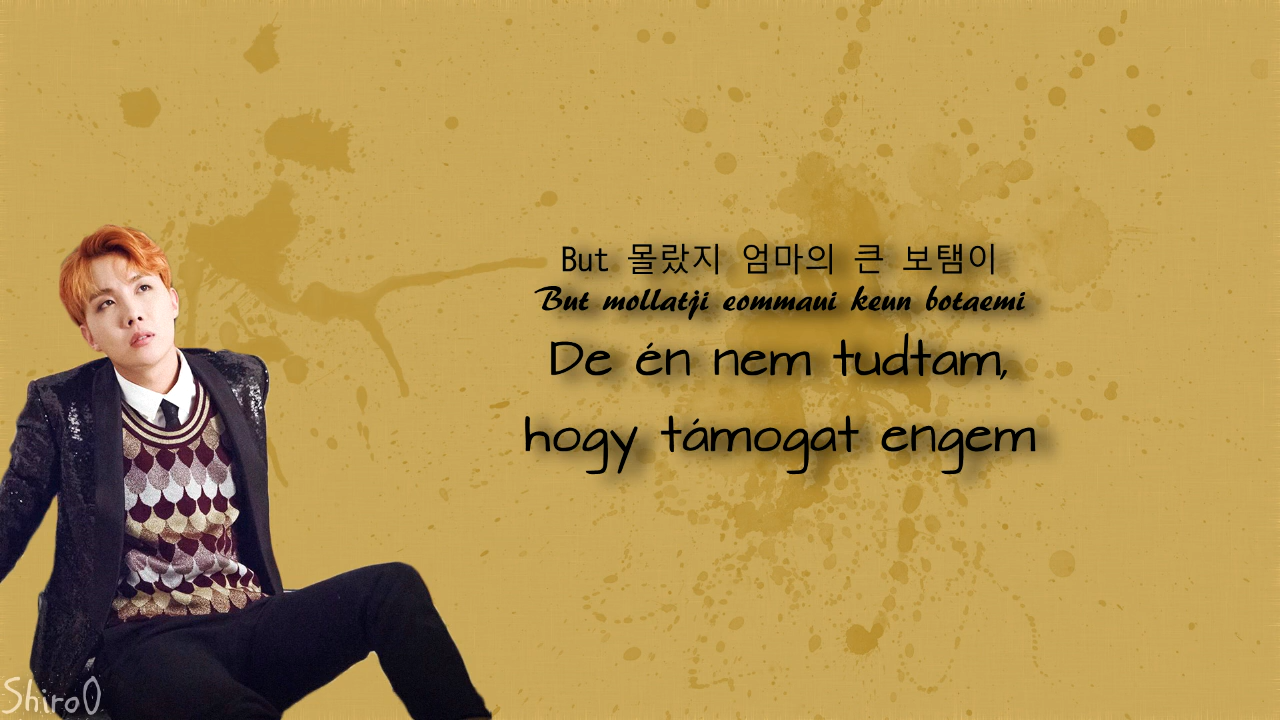 But 몰랐지 엄마의 큰 보탬이
But mollatji eommaui keun botaemi
De én nem tudtam,
hogy támogat engem
Shiro0